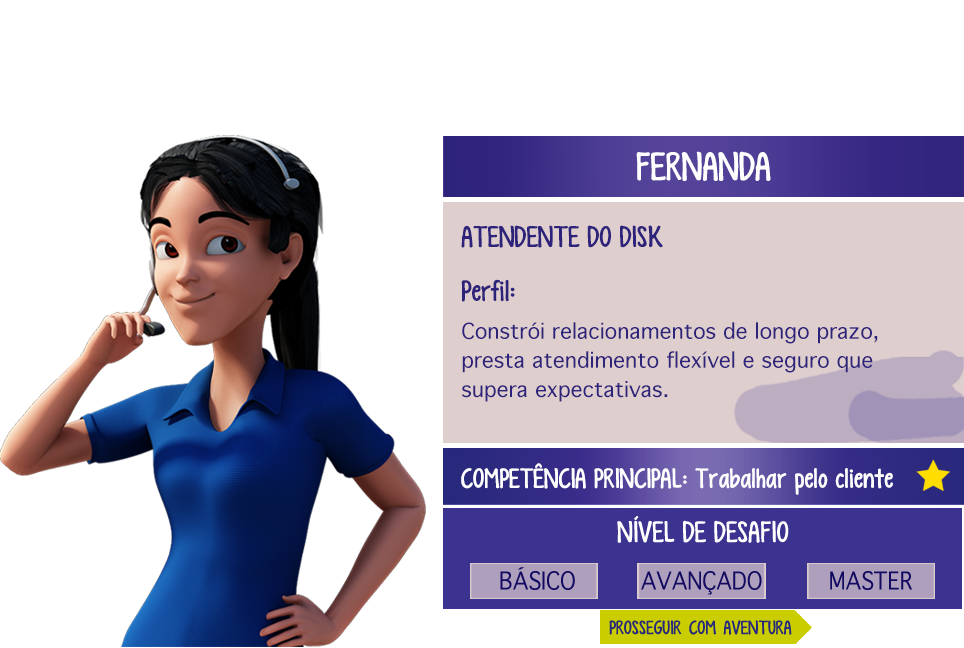 FERNANDA
ATENDENTE DO DISK
Perfil:
Constrói relacionamentos de longo prazo,
presta atendimento flexível e seguro que
supera expectativas.
COMPETÊNCIA PRINCIPAL: Trabalhar pelo cliente
NÍVEL DE DESAFIO
BÁSICO AVANÇADO MASTER
PROSSEGUIR COM AVENTURA